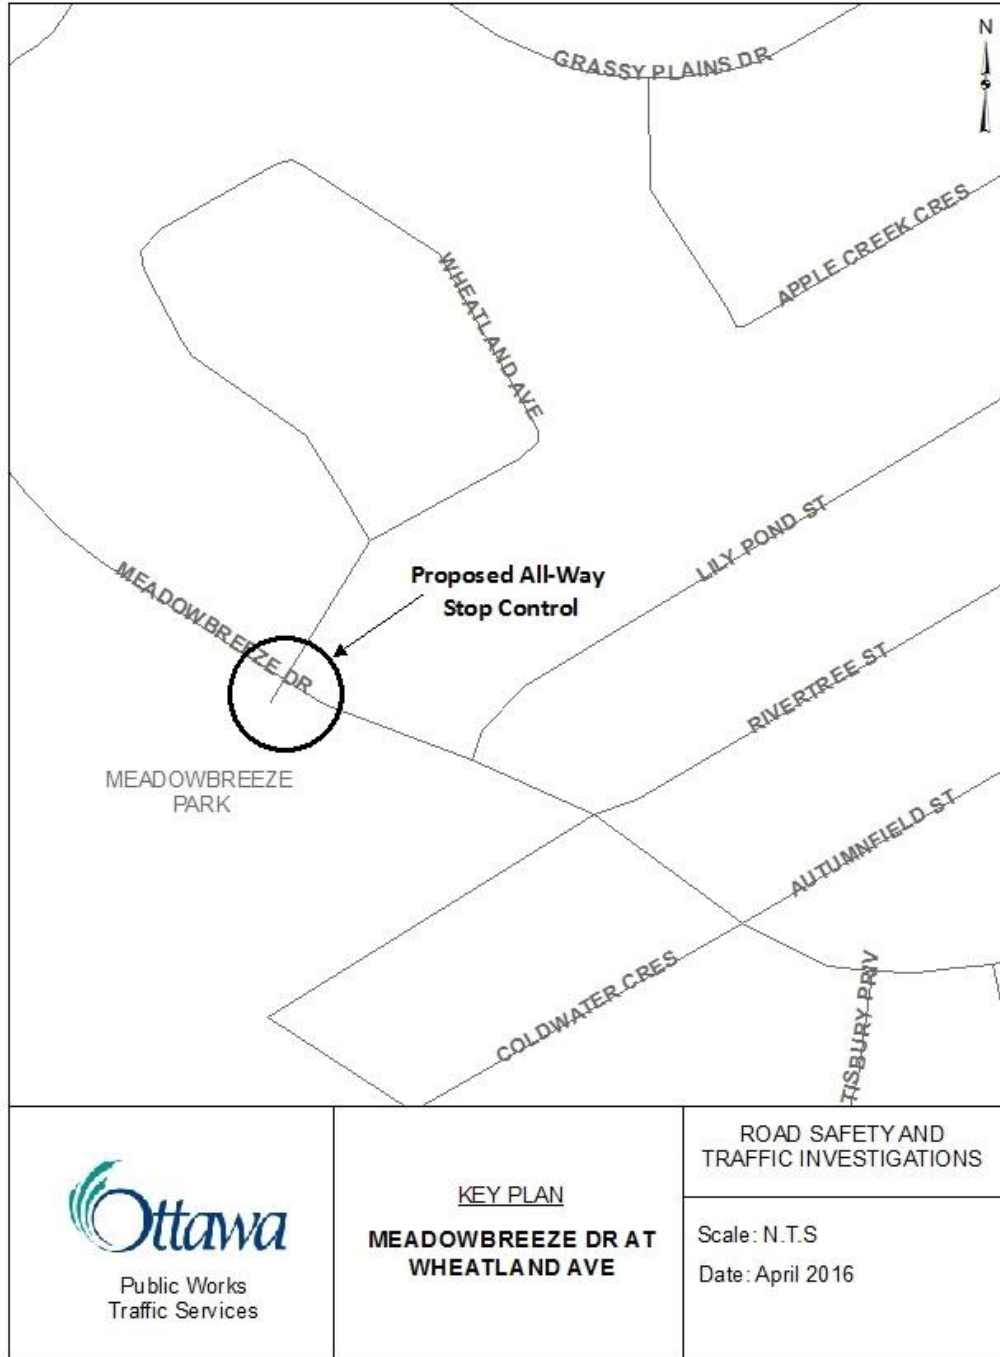 N
GRASSY PLAINS DR
APPLE CREEK CRES
WHEATLAND AVE
LILY POND ST
Proposed All-Way
Stop Control
MEADOWBREEZE DR
RIVERTREE ST
MEADOWBREEZE
PARK
AUTUMNFIELD ST
COLDWATER CRES
TISBURY PRIV
Ottawa
Public Works
Traffic Services
KEY PLAN
MEADOWBREEZE DR AT
WHEATLAND AVE
ROAD SAFETY AND
TRAFFIC INVESTIGATIONS
Scale: N.T.S
Date: April 2016